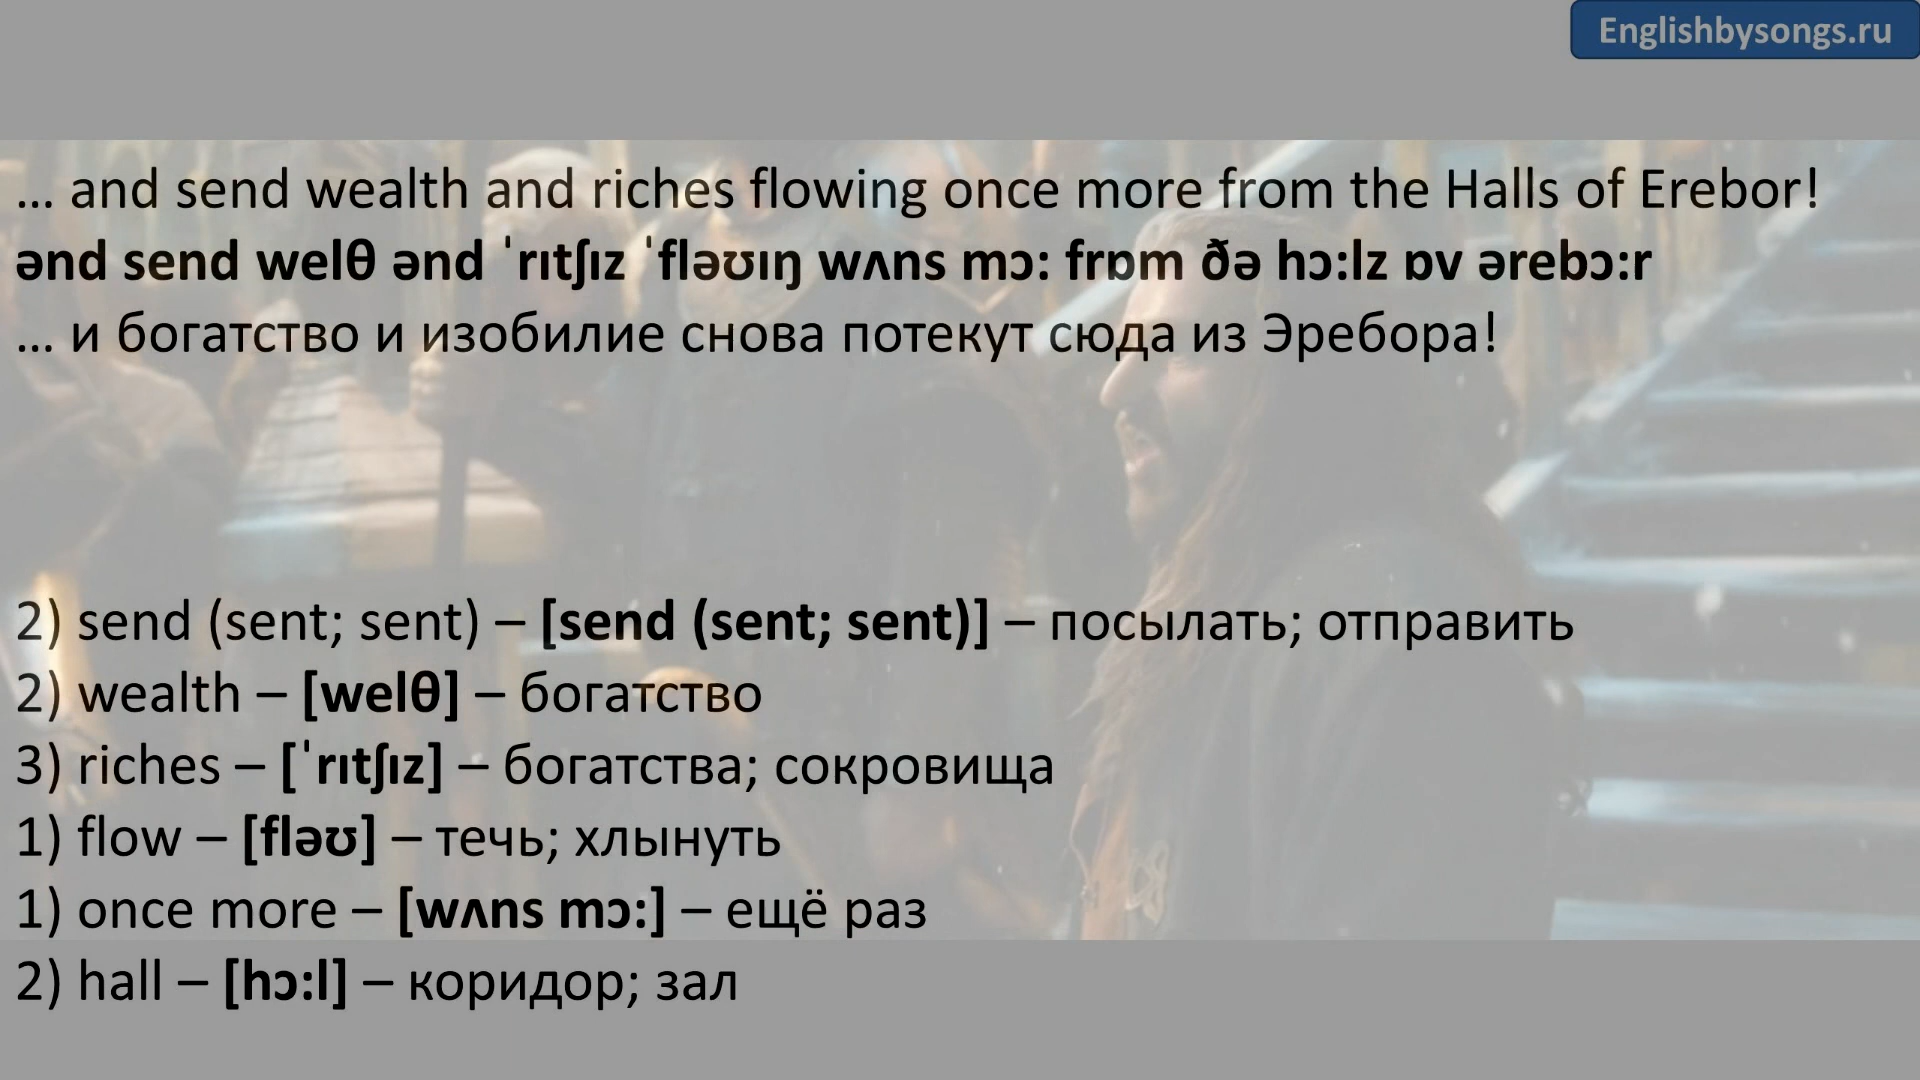 Englishbysongs.ru
… and send wealth and riches flowing once more from the Halls of Erebor!
ənd send welθ ənd ˈrɪtʃɪz ˈfləʊɪŋ wʌns mɔ: frɒm ðə hɔ:lz ɒv ərebɔ:r
… и богатство и изобилие снова потекут сюда из Эребора!
2) send (sent; sent) – [send (sent; sent)] – посылать; отправить
2) wealth – [welθ] – богатство
3) riches – [ˈrɪtʃɪz] – богатства; сокровища
1) flow – [fləʊ] – течь; хлынуть
1) once more – [wʌns mɔ:] – ещё раз
2) hall – [hɔ:l] – коридор; зал